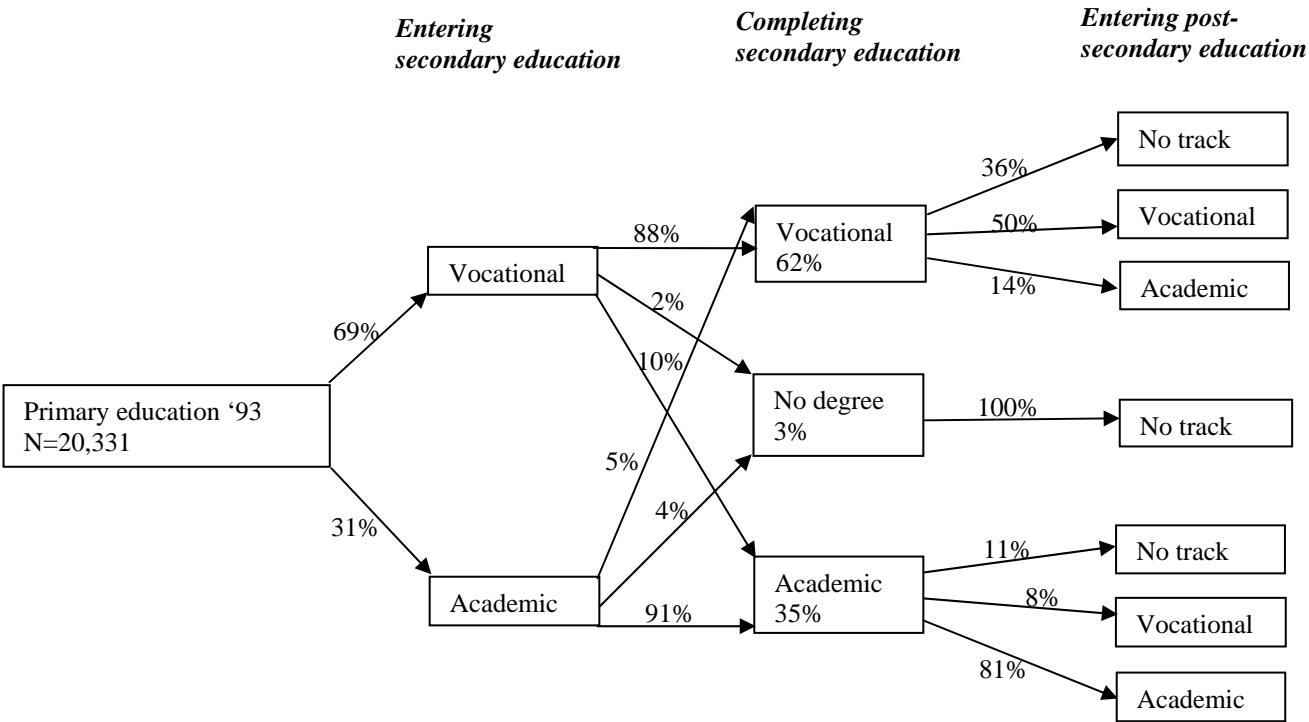 Entering
secondary education
Completing
secondary education
Entering post-
secondary education
No track
36%
Vocational
62%
50%
Vocational
14%
Academic
88%
Vocational
2%
69%
10%
Primary education ‘93
N=20,331
No degree
3%
100%
No track
5%
4%
31%
11%
No track
Academic
91%
Academic
35%
8%
Vocational
81%
Academic